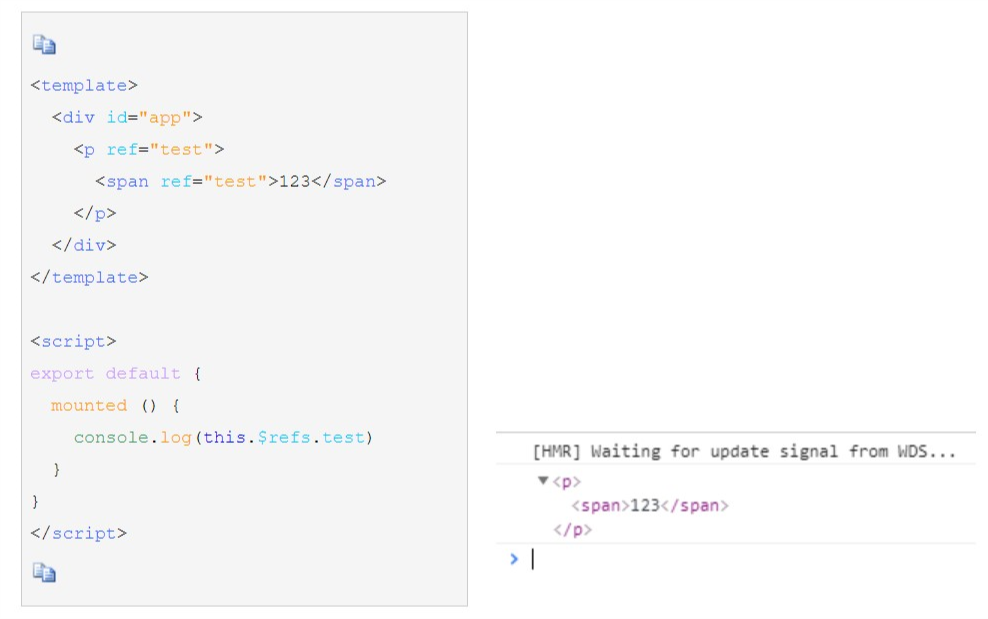 <template>
  <div id="app">
    <p ref="test">
      <span ref="test">123</span>
    </p>
  </div>
</template>

<script>
export default {
  mounted () {
    console.log(this.$refs.test)
  }
}
</script>
[HMR] Waiting for update signal from WDS...
▼<p>
  <span>123</span>
</p>
>